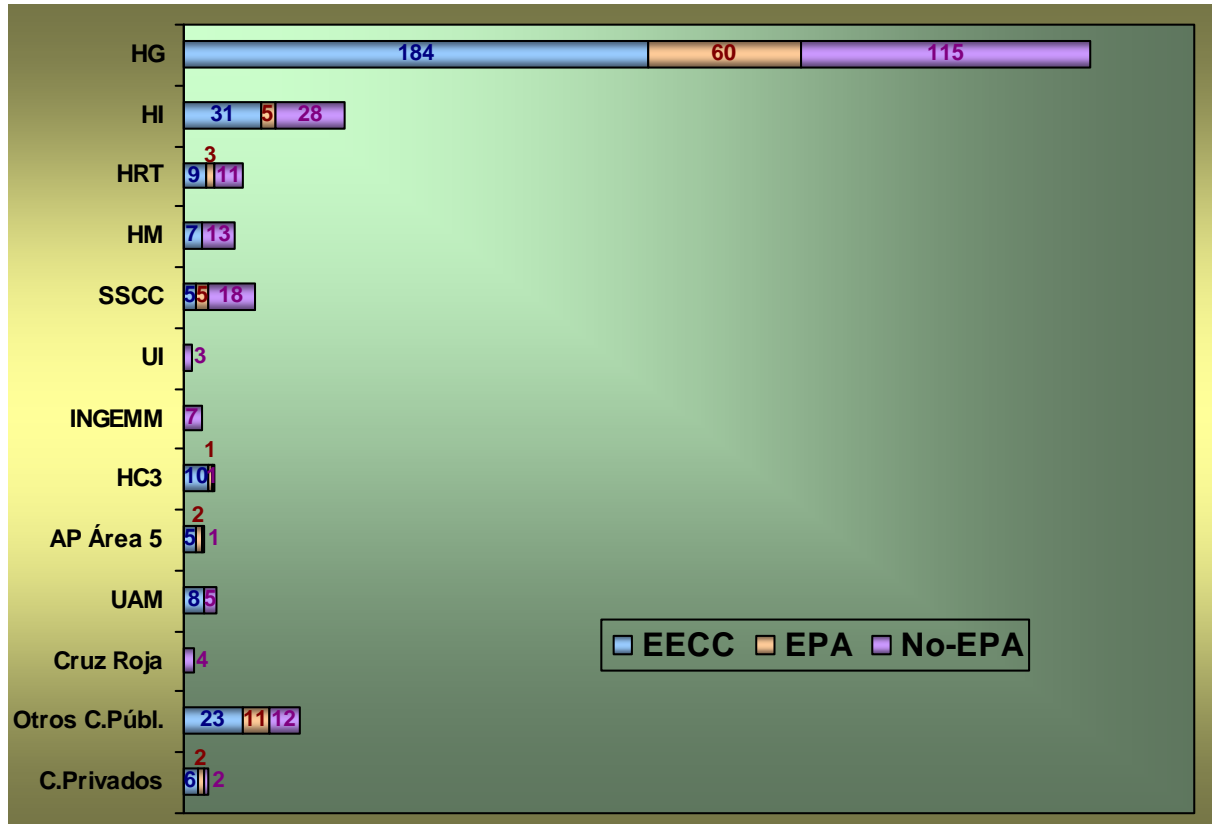 HG 184 60 115
HI 31 5 28
3
HRT 9 11
HM 7 13
SSCC 5 5 18
UI 3
INGEMM 7
1
HC3 10 1
2
AP Área 5 5 1
UAM 8 5
EECC EPA No-EPA
Cruz Roja 4
Otros C.Públ. 23 11 12
2
C.Privados 6 2